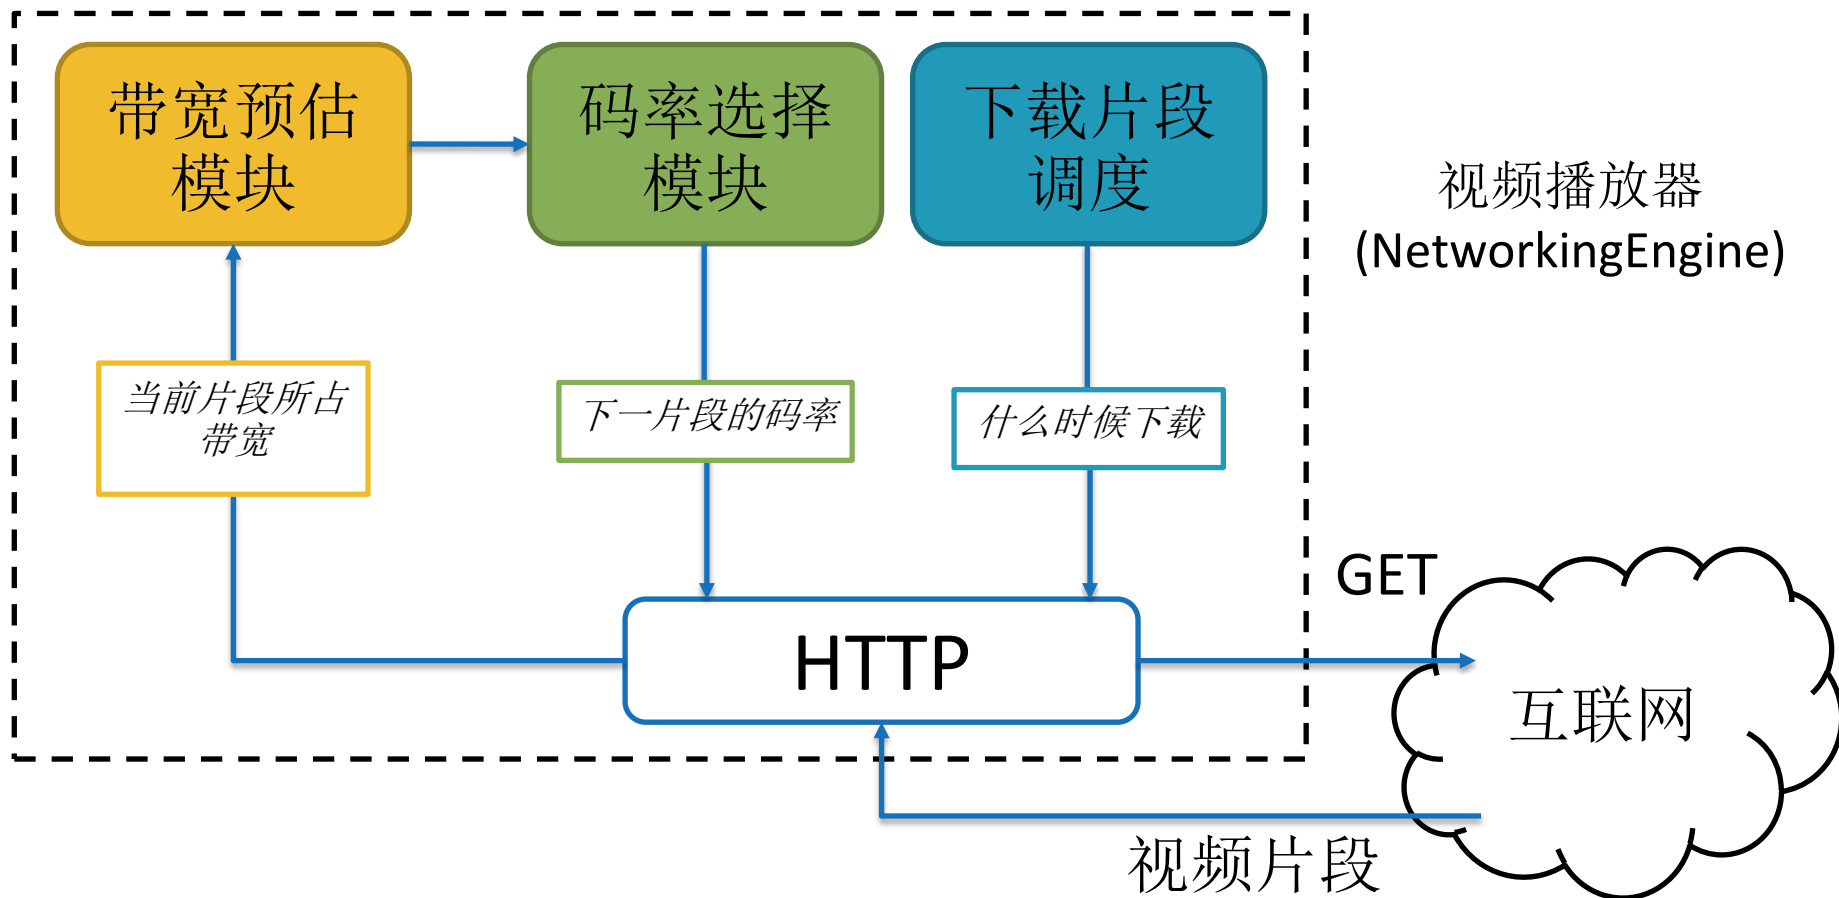 带宽预估
模块
码率选择
模块
下载片段
调度
视频播放器
(NetworkingEngine)
当前片段所占
带宽
下一片段的码率
什么时候下载
GET
HTTP
互联网
视频片段